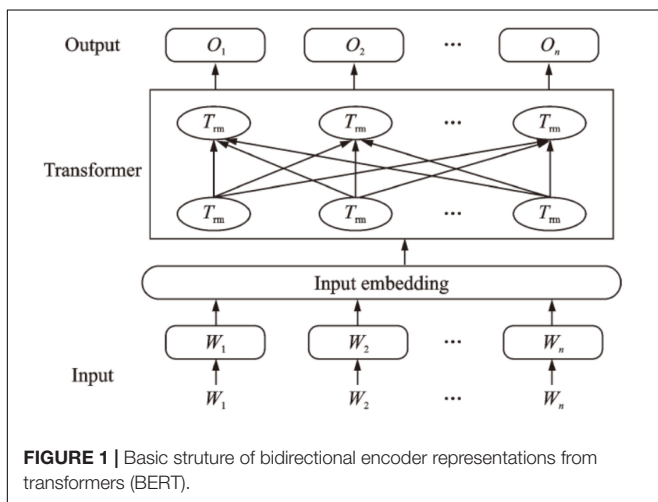 Output O₁ O₂ ... Oₙ
Tᵣₘ Tᵣₘ ... Tᵣₘ
Transformer
Tᵣₘ Tᵣₘ ... Tᵣₘ
Input embedding
W₁ W₂ ... Wₙ
Input
W₁ W₂ ... Wₙ
FIGURE 1 | Basic struture of bidirectional encoder representations from
transformers (BERT).